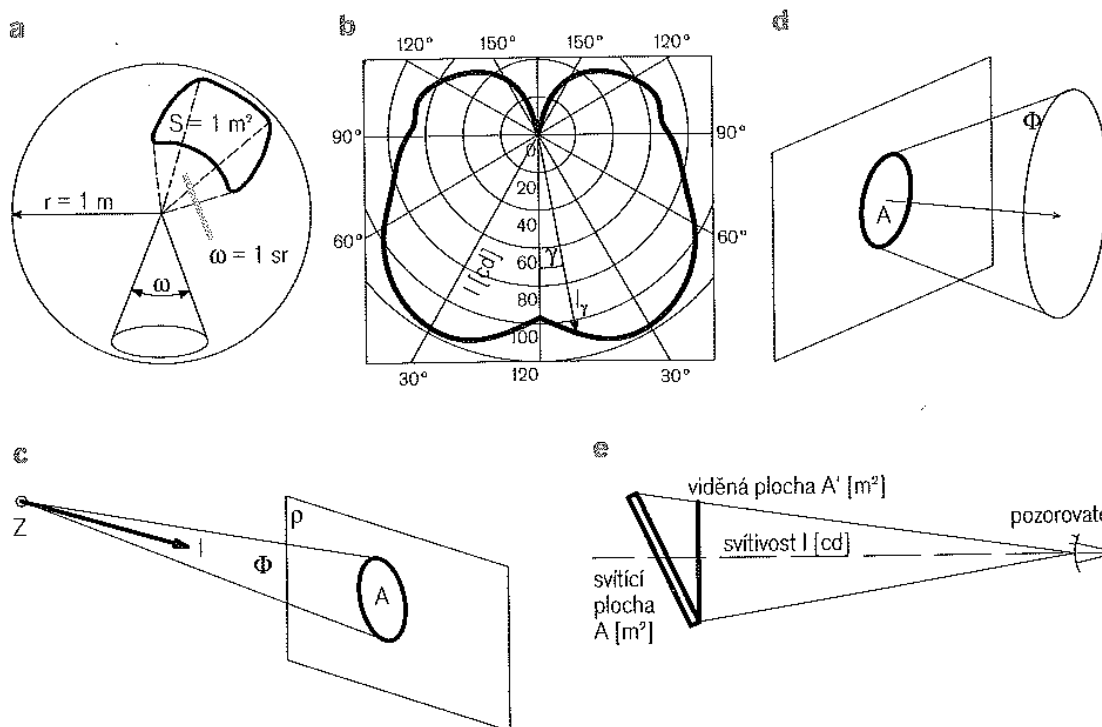 a
S = 1 m²
r = 1 m
ω = 1 sr
ω
b
120° 150° 150° 120°
90° 90°
0
20
40
60° 60 γ 60°
I [cd]
80 Iγ
100
30° 120 30°
d
Φ
A
c
Z
I
Φ
ρ
A
e
viděná plocha A' [m²]
pozorovate
svítivost I [cd]
svítící
plocha
A [m²]